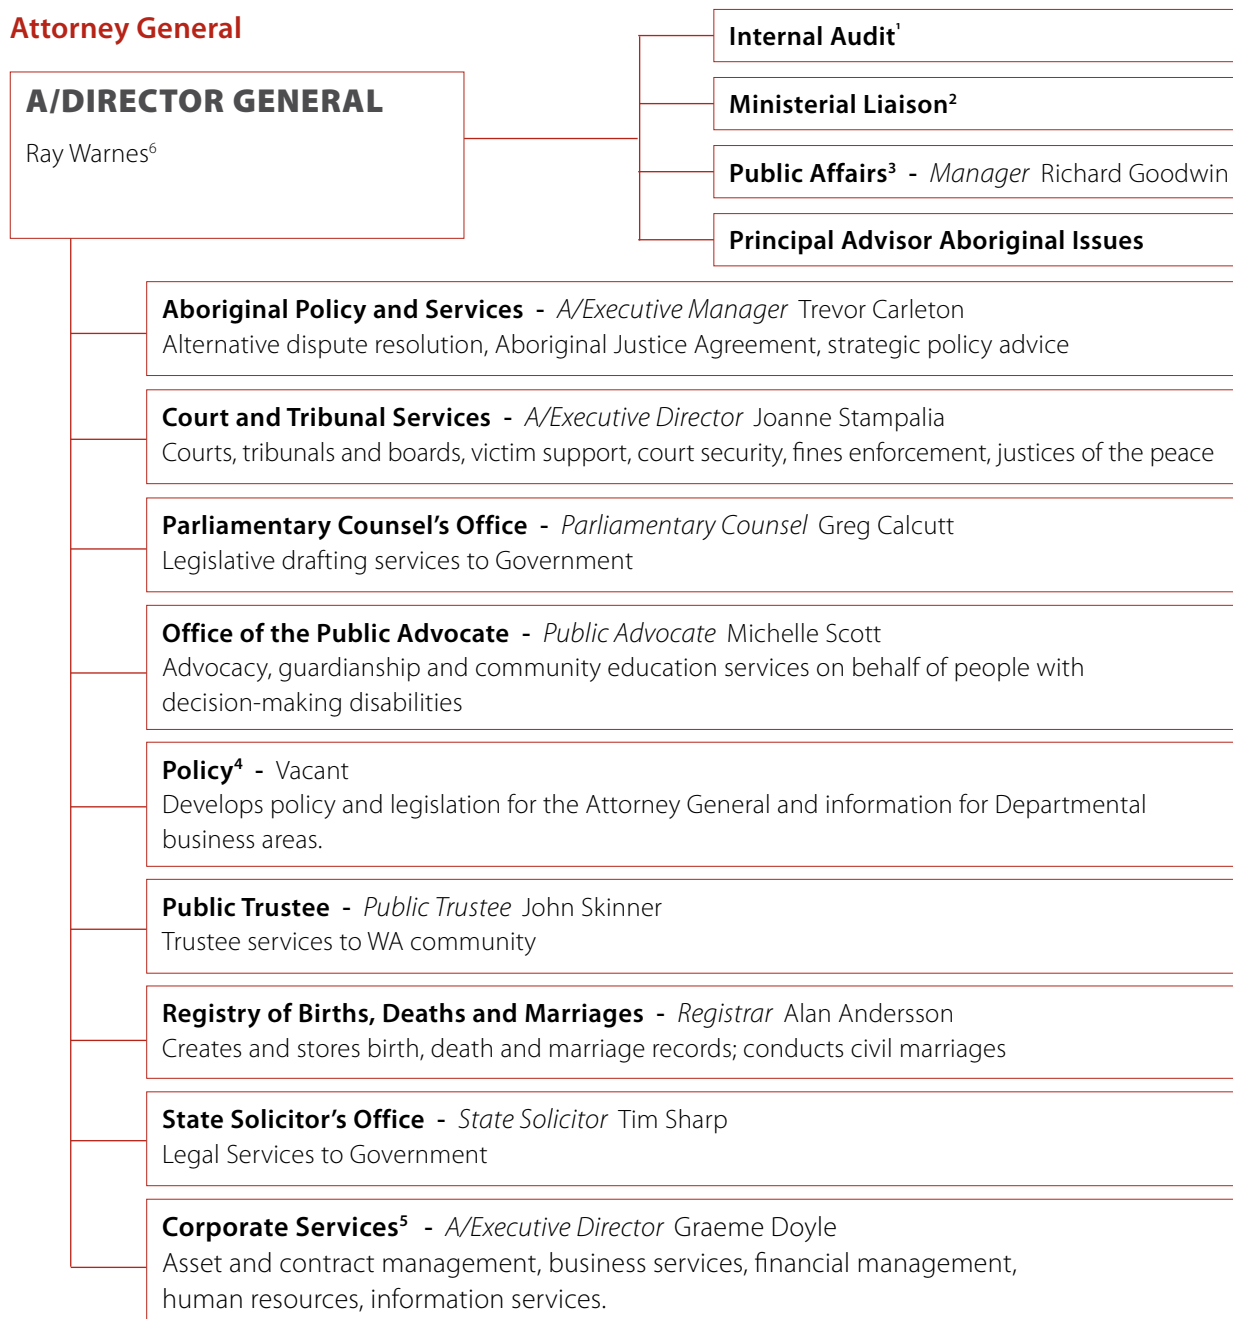 Attorney General
A/DIRECTOR GENERAL
Ray Warnes⁶
Internal Audit¹
Ministerial Liaison²
Public Affairs³ - Manager Richard Goodwin
Principal Advisor Aboriginal Issues
Aboriginal Policy and Services - A/Executive Manager Trevor Carleton
Alternative dispute resolution, Aboriginal Justice Agreement, strategic policy advice
Court and Tribunal Services - A/Executive Director Joanne Stampalia
Courts, tribunals and boards, victim support, court security, fines enforcement, justices of the peace
Parliamentary Counsel’s Office - Parliamentary Counsel Greg Calcutt
Legislative drafting services to Government
Office of the Public Advocate - Public Advocate Michelle Scott
Advocacy, guardianship and community education services on behalf of people with
decision-making disabilities
Policy⁴ - Vacant
Develops policy and legislation for the Attorney General and information for Departmental
business areas.
Public Trustee - Public Trustee John Skinner
Trustee services to WA community
Registry of Births, Deaths and Marriages - Registrar Alan Andersson
Creates and stores birth, death and marriage records; conducts civil marriages
State Solicitor’s Office - State Solicitor Tim Sharp
Legal Services to Government
Corporate Services⁵ - A/Executive Director Graeme Doyle
Asset and contract management, business services, financial management,
human resources, information services.